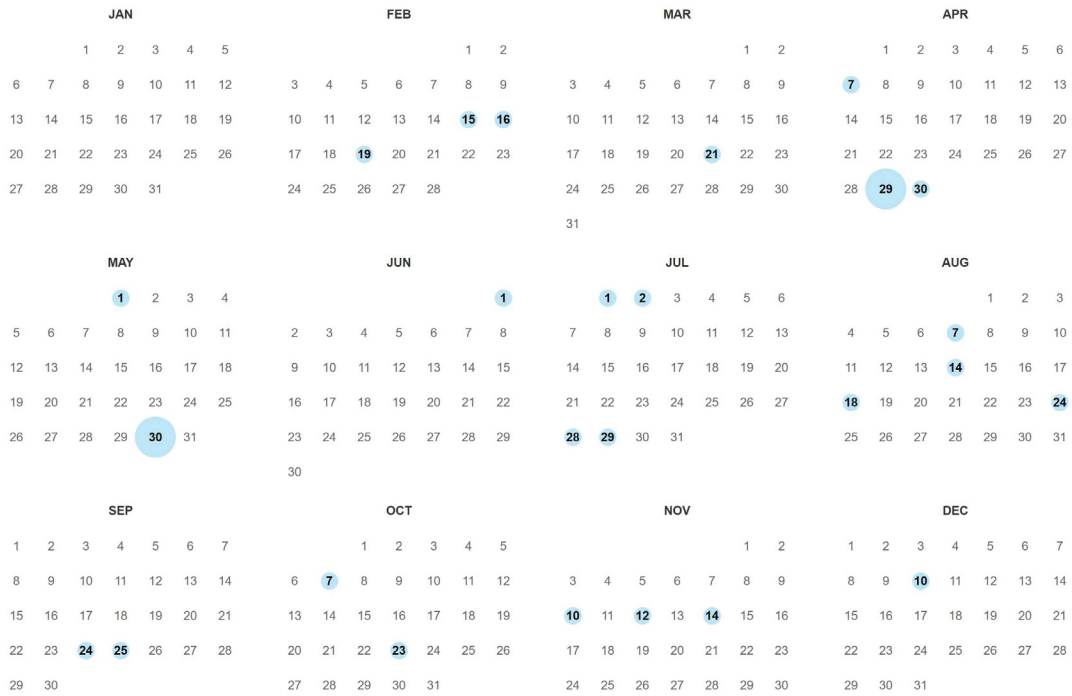 JAN FEB MAR APR
1 2 3 4 5 1 2 1 2 1 2 3 4 5 6
6 7 8 9 10 11 12 3 4 5 6 7 8 9 3 4 5 6 7 8 9 7 8 9 10 11 12 13
13 14 15 16 17 18 19 10 11 12 13 14 15 16 10 11 12 13 14 15 16 14 15 16 17 18 19 20
20 21 22 23 24 25 26 17 18 19 20 21 22 23 17 18 19 20 21 22 23 21 22 23 24 25 26 27
27 28 29 30 31 24 25 26 27 28 24 25 26 27 28 29 30 28 29 30
31
MAY JUN JUL AUG
1 2 3 4 1 1 2 3 4 5 6 1 2 3
5 6 7 8 9 10 11 2 3 4 5 6 7 8 7 8 9 10 11 12 13 4 5 6 7 8 9 10
12 13 14 15 16 17 18 9 10 11 12 13 14 15 14 15 16 17 18 19 20 11 12 13 14 15 16 17
19 20 21 22 23 24 25 16 17 18 19 20 21 22 21 22 23 24 25 26 27 18 19 20 21 22 23 24
26 27 28 29 30 31 23 24 25 26 27 28 29 28 29 30 31 25 26 27 28 29 30 31
30
SEP OCT NOV DEC
1 2 3 4 5 6 7 1 2 3 4 5 1 2 1 2 3 4 5 6 7
8 9 10 11 12 13 14 6 7 8 9 10 11 12 3 4 5 6 7 8 9 8 9 10 11 12 13 14
15 16 17 18 19 20 21 13 14 15 16 17 18 19 10 11 12 13 14 15 16 15 16 17 18 19 20 21
22 23 24 25 26 27 28 20 21 22 23 24 25 26 17 18 19 20 21 22 23 22 23 24 25 26 27 28
29 30 27 28 29 30 31 24 25 26 27 28 29 30 29 30 31